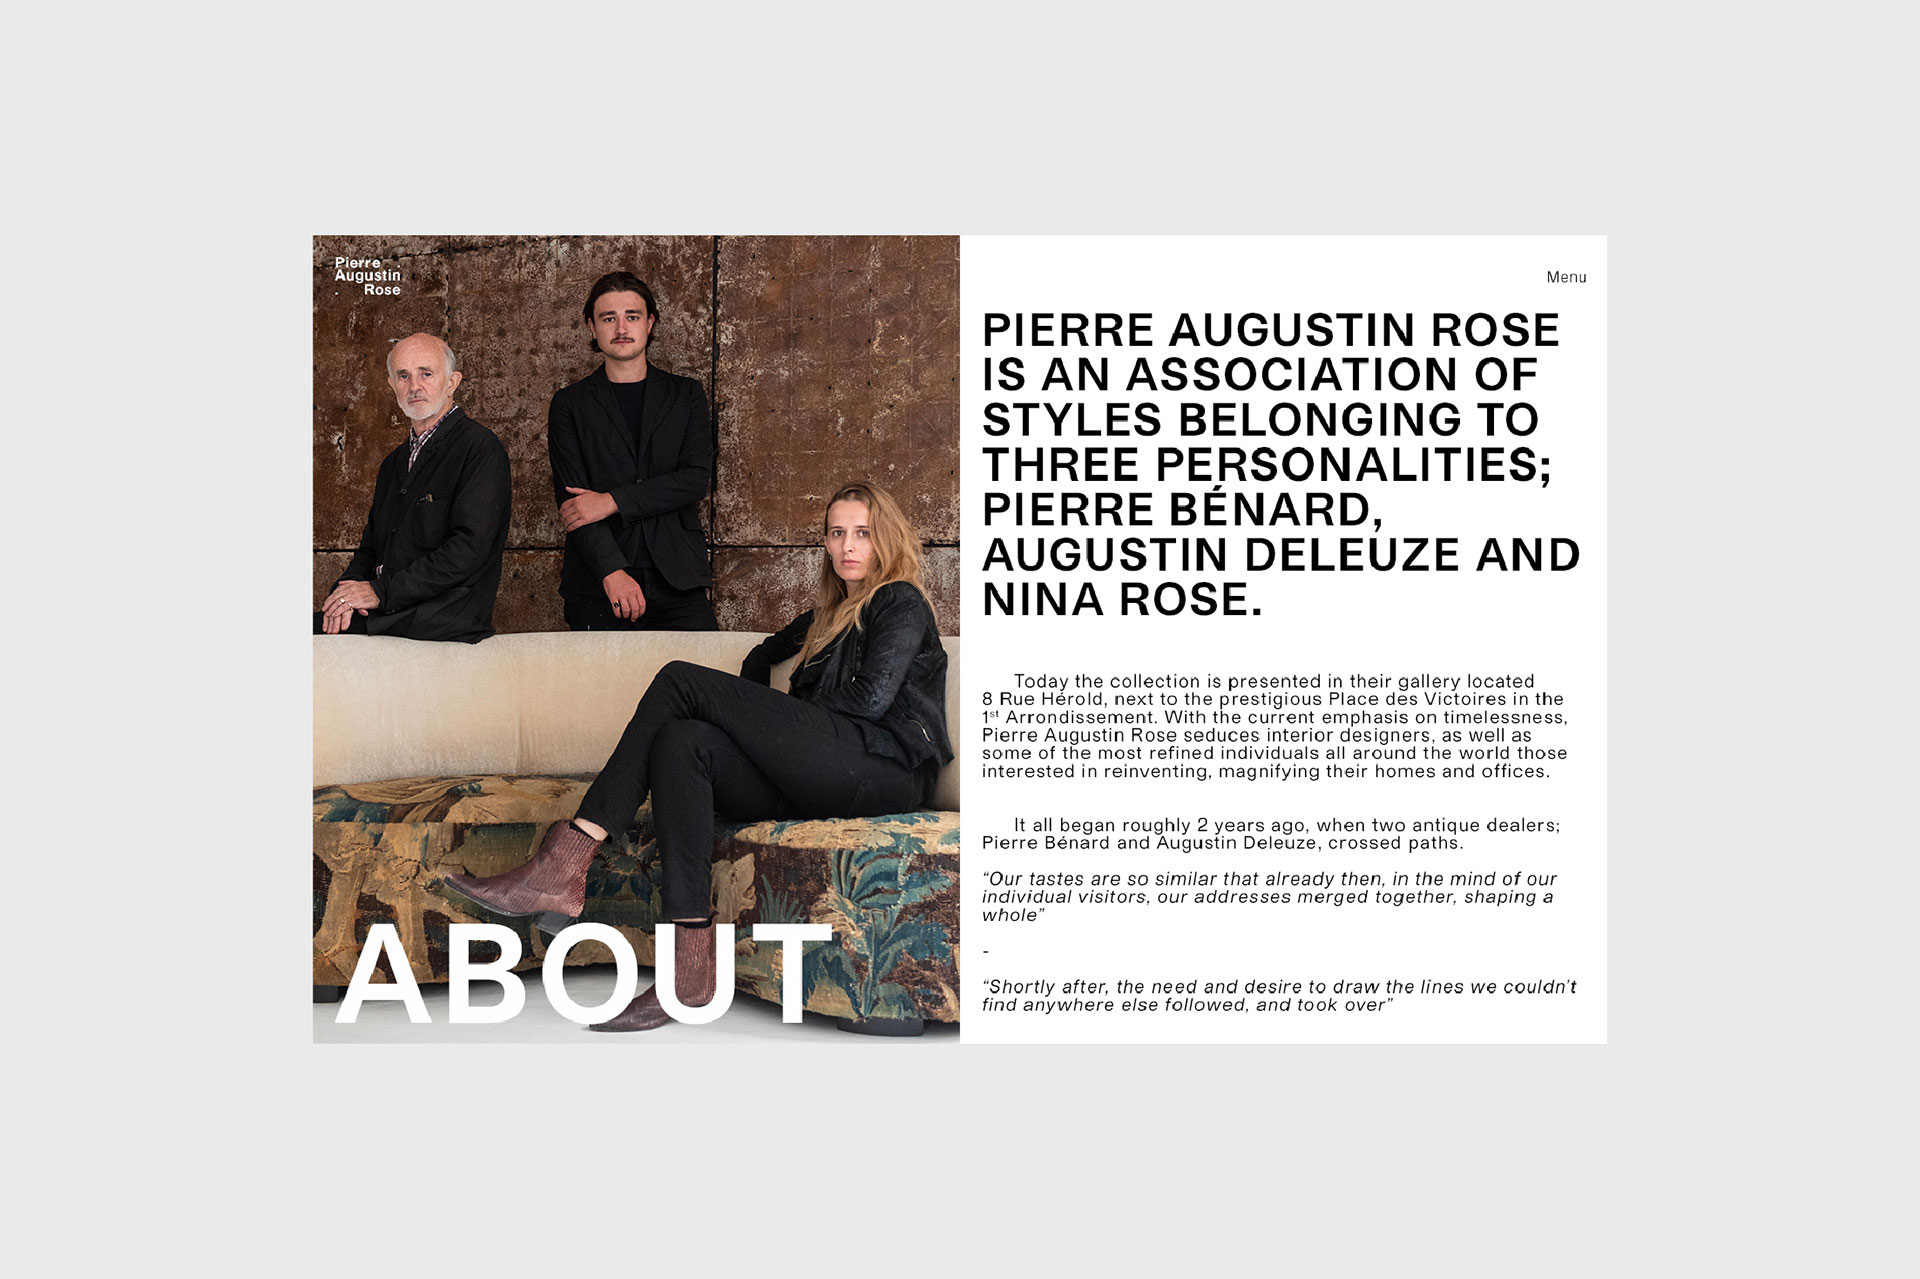 Pierre .
Augustin
. Rose
ABOUT
Menu
PIERRE AUGUSTIN ROSE
IS AN ASSOCIATION OF
STYLES BELONGING TO
THREE PERSONALITIES;
PIERRE BÉNARD,
AUGUSTIN DELEUZE AND
NINA ROSE.
Today the collection is presented in their gallery located
8 Rue Hérold, next to the prestigious Place des Victoires in the
1st Arrondissement. With the current emphasis on timelessness,
Pierre Augustin Rose seduces interior designers, as well as
some of the most refined individuals all around the world those
interested in reinventing, magnifying their homes and offices.
It all began roughly 2 years ago, when two antique dealers;
Pierre Bénard and Augustin Deleuze, crossed paths.
“Our tastes are so similar that already then, in the mind of our
individual visitors, our addresses merged together, shaping a
whole”
-
“Shortly after, the need and desire to draw the lines we couldn’t
find anywhere else followed, and took over”